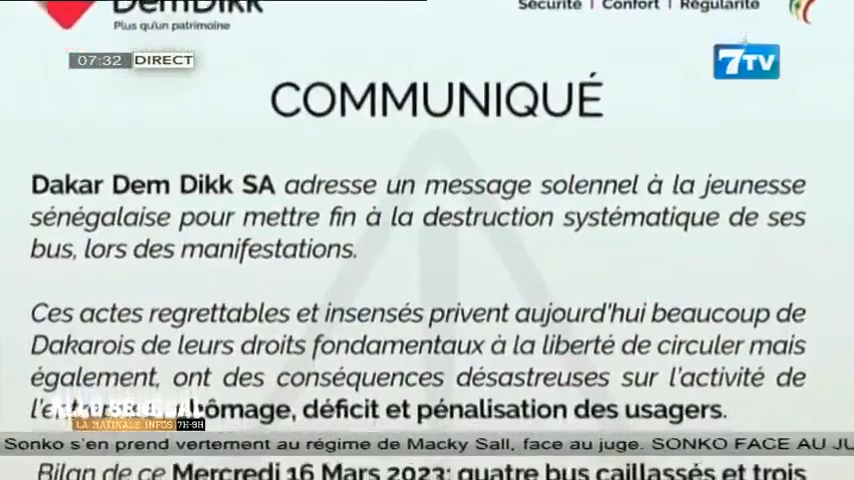 DemDikk
Plus qu'un patrimoine
Sécurité | Confort | Régularité
07:32 DIRECT
7TV
COMMUNIQUÉ
Dakar Dem Dikk SA adresse un message solennel à la jeunesse
sénégalaise pour mettre fin à la destruction systématique de ses
bus, lors des manifestations.
Ces actes regrettables et insensés privent aujourd'hui beaucoup de
Dakarois de leurs droits fondamentaux à la liberté de circuler mais
également, ont des conséquences désastreuses sur l'activité de
déficit et pénalisation des usagers.
SENEGAL
LA MATINALE INFOS 7H-9H
Sonko s'en prend vertement au régime de Macky Sall, face au juge. SONKO FACE AU JU
Bilan de ce Mercredi 16 Mars 2023: quatre bus caillassés et trois